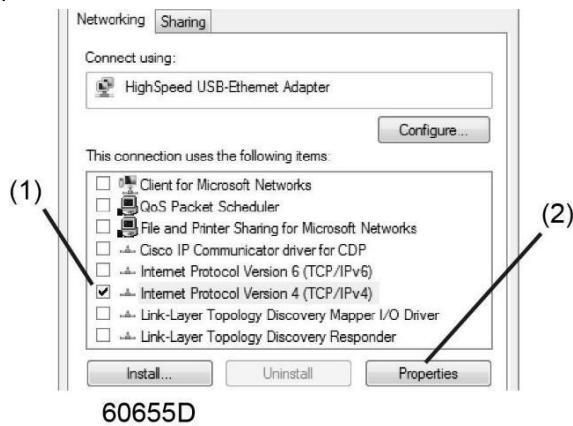 Networking Sharing
Connect using:
HighSpeed USB-Ethernet Adapter
Configure...
This connection uses the following items:
(1)
Client for Microsoft Networks
QoS Packet Scheduler
File and Printer Sharing for Microsoft Networks
(2)
Cisco IP Communicator driver for CDP
Internet Protocol Version 6 (TCP/IPv6)
Internet Protocol Version 4 (TCP/IPv4)
Link-Layer Topology Discovery Mapper I/O Driver
Link-Layer Topology Discovery Responder
Install... Uninstall Properties
60655D